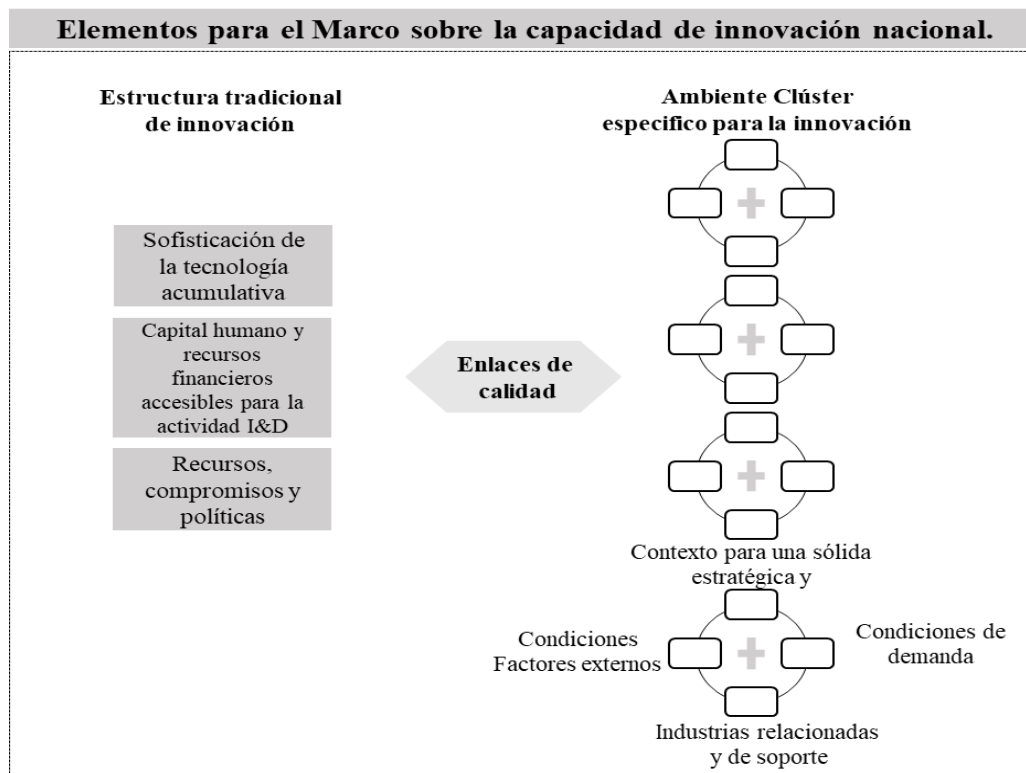 Elementos para el Marco sobre la capacidad de innovación nacional.
Estructura tradicional
de innovación
Sofisticación de
la tecnología
acumulativa
Capital humano y
recursos
financieros
accesibles para la
actividad I&D
Recursos,
compromisos y
políticas
Enlaces de
calidad
Ambiente Clúster
especifico para la innovación
Contexto para una sólida
estratégica y
Condiciones
Factores externos
Condiciones de
demanda
Industrias relacionadas
y de soporte